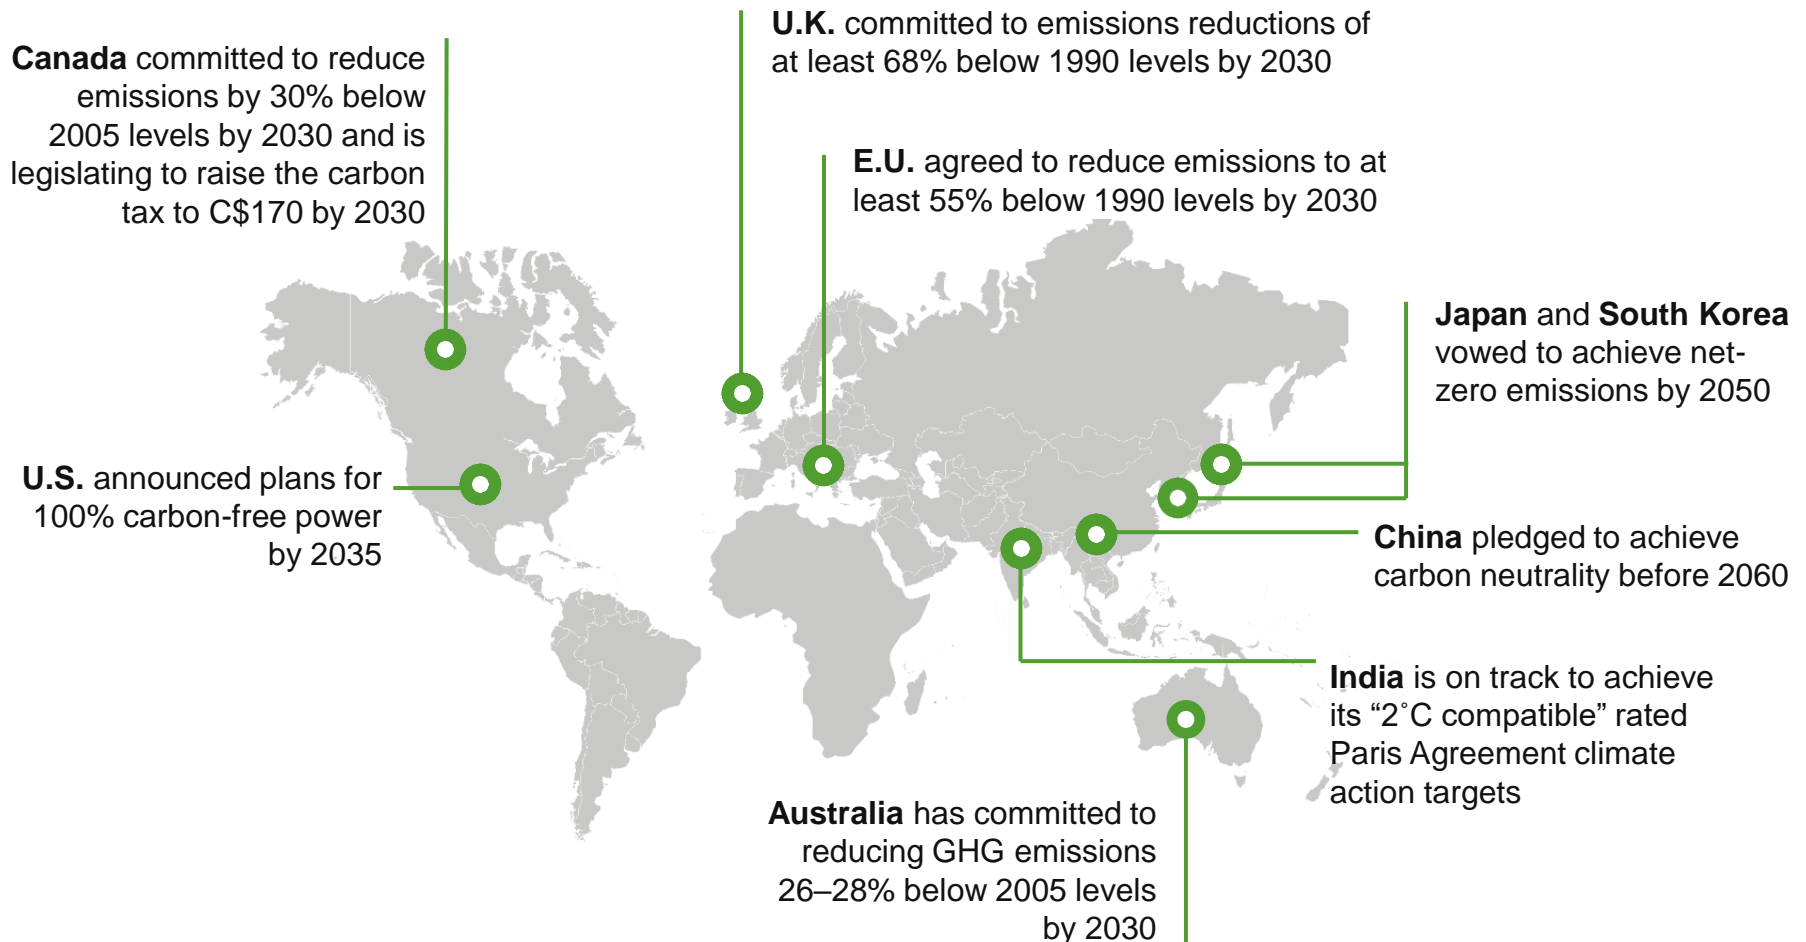 Canada committed to reduce
emissions by 30% below
2005 levels by 2030 and is
legislating to raise the carbon
tax to C$170 by 2030
U.K. committed to emissions reductions of
at least 68% below 1990 levels by 2030
E.U. agreed to reduce emissions to at
least 55% below 1990 levels by 2030
Japan and South Korea
vowed to achieve net-
zero emissions by 2050
U.S. announced plans for
100% carbon-free power
by 2035
China pledged to achieve
carbon neutrality before 2060
India is on track to achieve
its “2˚C compatible” rated
Paris Agreement climate
action targets
Australia has committed to
reducing GHG emissions
26–28% below 2005 levels
by 2030